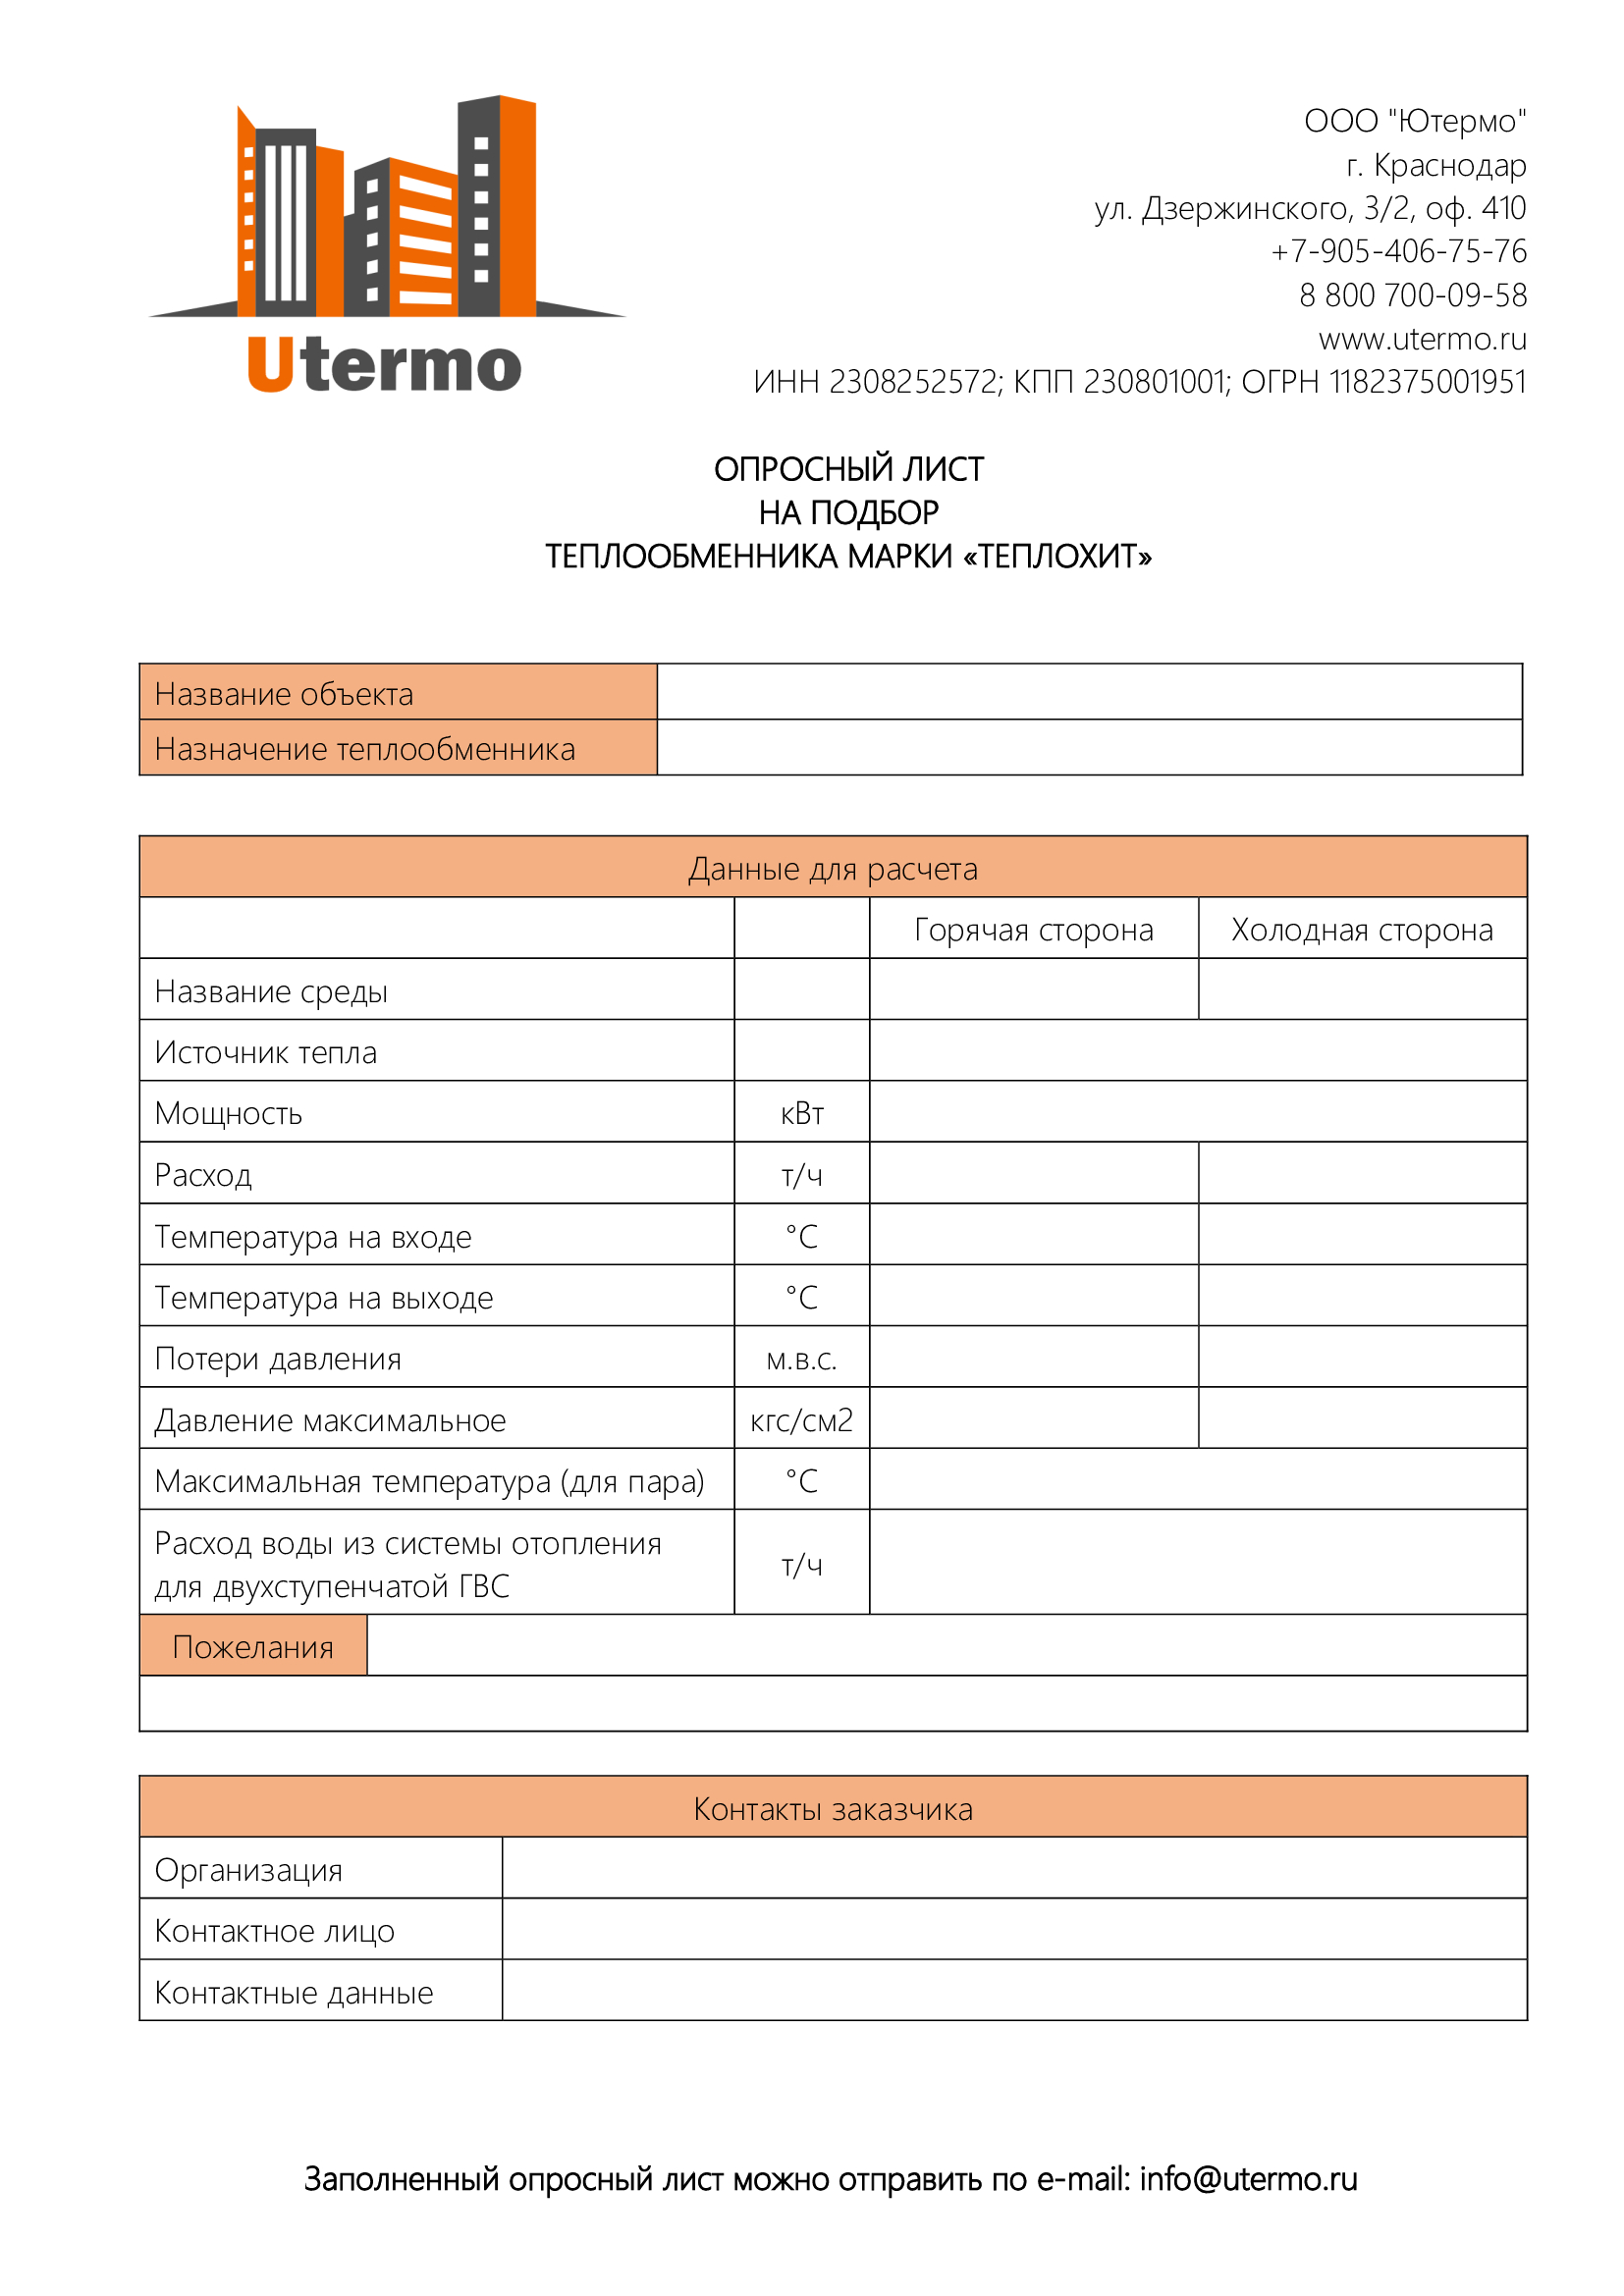 Utermo
ООО "Ютермо"
г. Краснодар
ул. Дзержинского, 3/2, оф. 410
+7-905-406-75-76
8 800 700-09-58
www.utermo.ru
ИНН 2308252572; КПП 230801001; ОГРН 1182375001951
ОПРОСНЫЙ ЛИСТ
НА ПОДБОР
ТЕПЛООБМЕННИКА МАРКИ «ТЕПЛОХИТ»
Название объекта
Назначение теплообменника
Данные для расчета
Горячая сторона Холодная сторона
Название среды
Источник тепла
Мощность кВт
Расход т/ч
Температура на входе °С
Температура на выходе °С
Потери давления м.в.с.
Давление максимальное кгс/см2
Максимальная температура (для пара) °С
Расход воды из системы отопления
для двухступенчатой ГВС т/ч
Пожелания
Контакты заказчика
Организация
Контактное лицо
Контактные данные
Заполненный опросный лист можно отправить по e-mail: info@utermo.ru